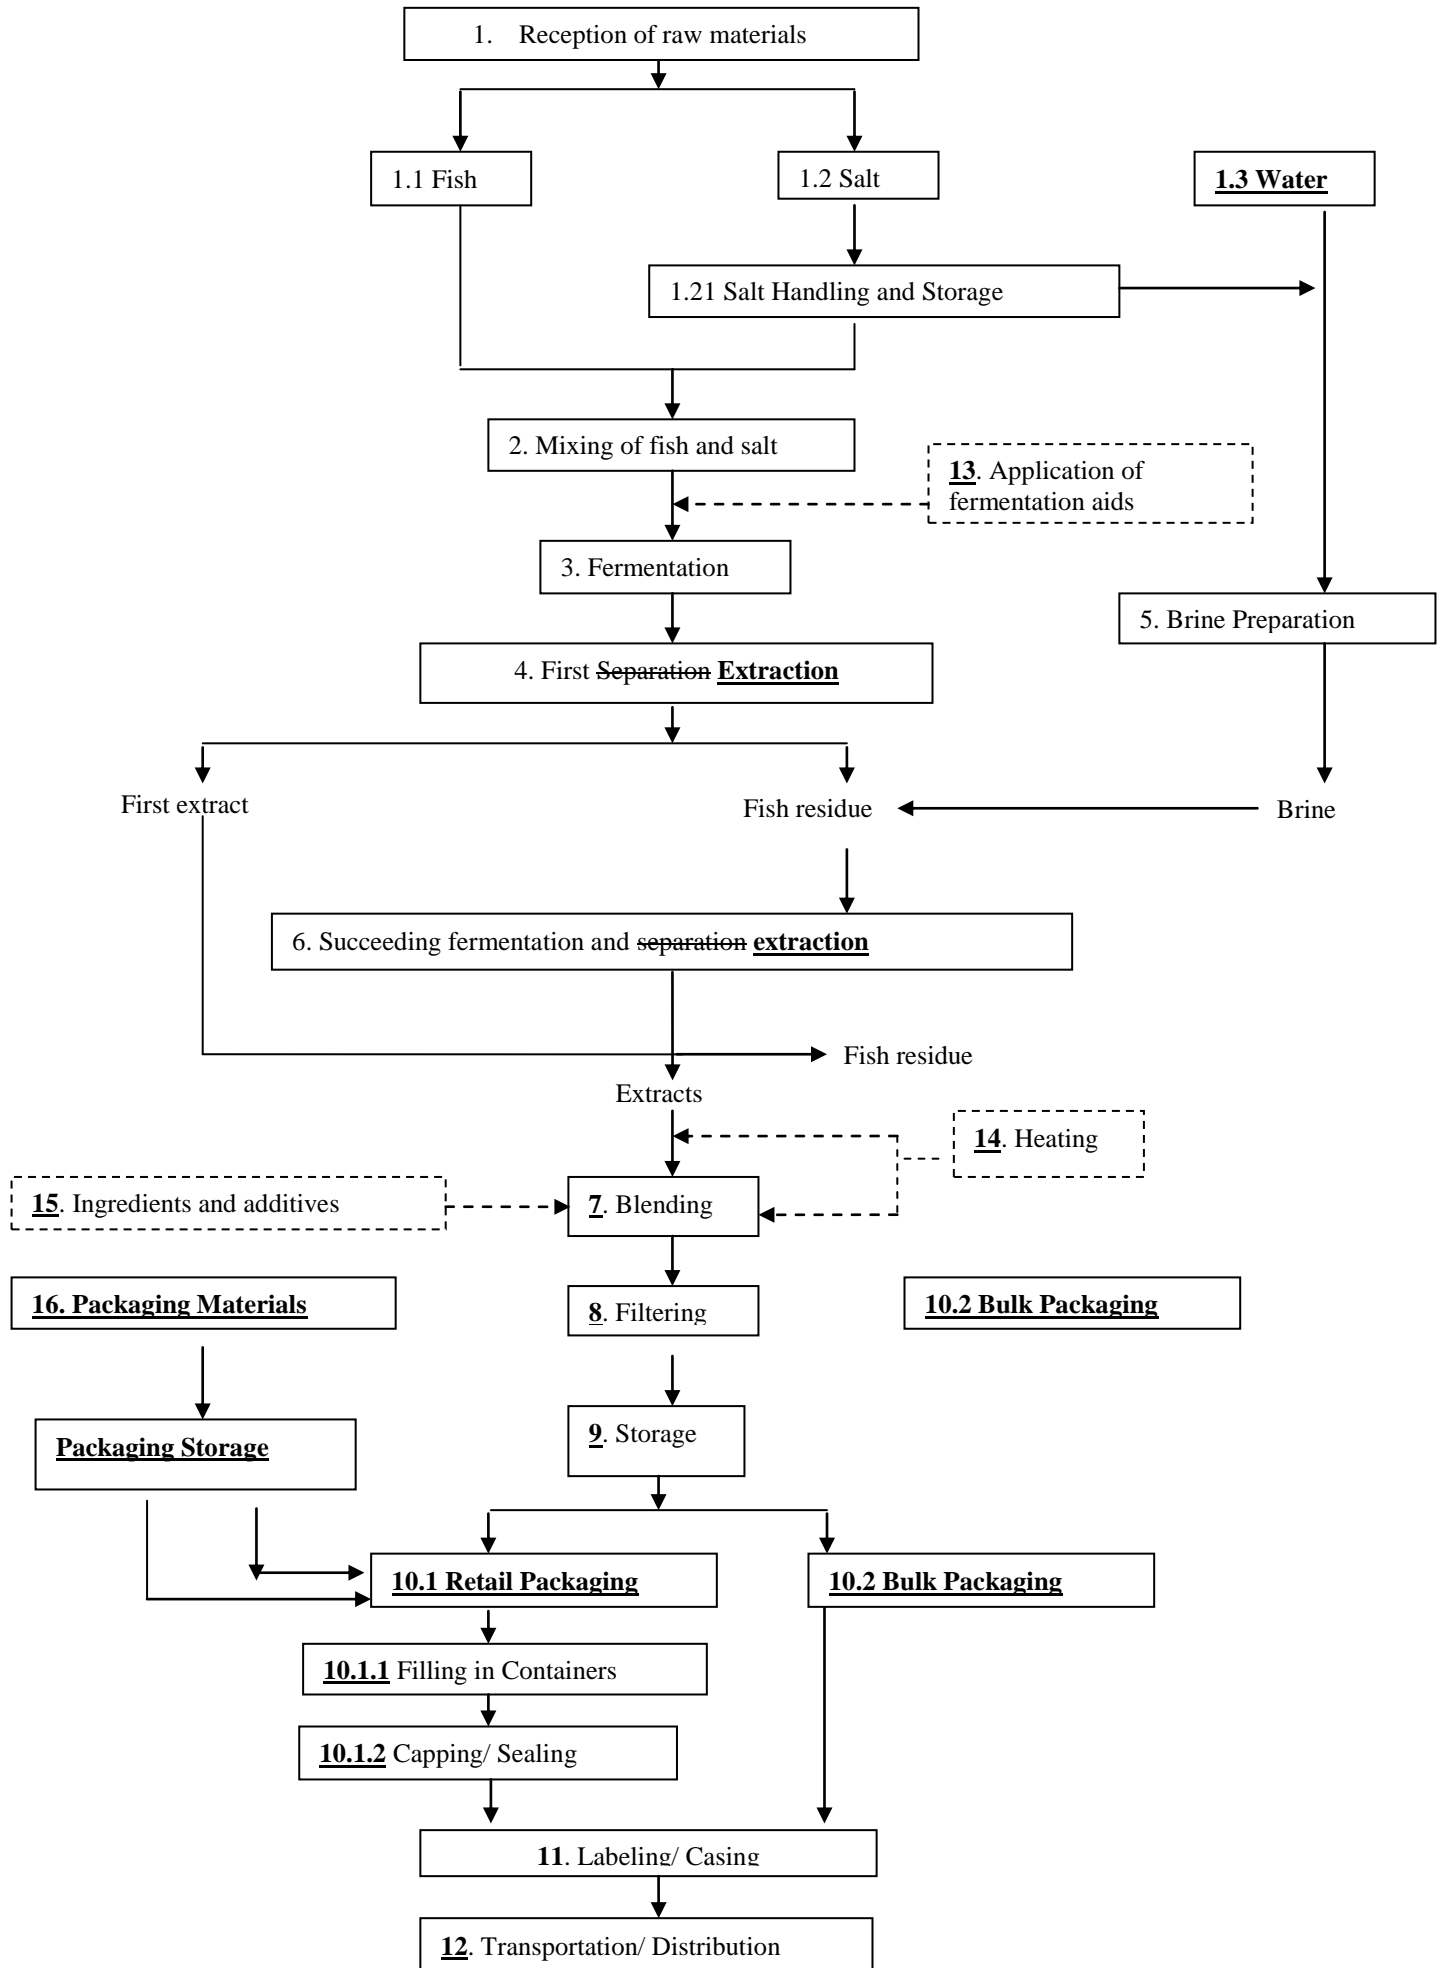 1. Reception of raw materials
1.1 Fish
1.2 Salt
1.3 Water
1.21 Salt Handling and Storage
2. Mixing of fish and salt
13. Application of
fermentation aids
3. Fermentation
5. Brine Preparation
4. First Separation Extraction
First extract
Fish residue
Brine
6. Succeeding fermentation and separation extraction
Fish residue
Extracts
14. Heating
15. Ingredients and additives
7. Blending
16. Packaging Materials
8. Filtering
10.2 Bulk Packaging
Packaging Storage
9. Storage
10.1 Retail Packaging
10.2 Bulk Packaging
10.1.1 Filling in Containers
10.1.2 Capping/ Sealing
11. Labeling/ Casing
12. Transportation/ Distribution